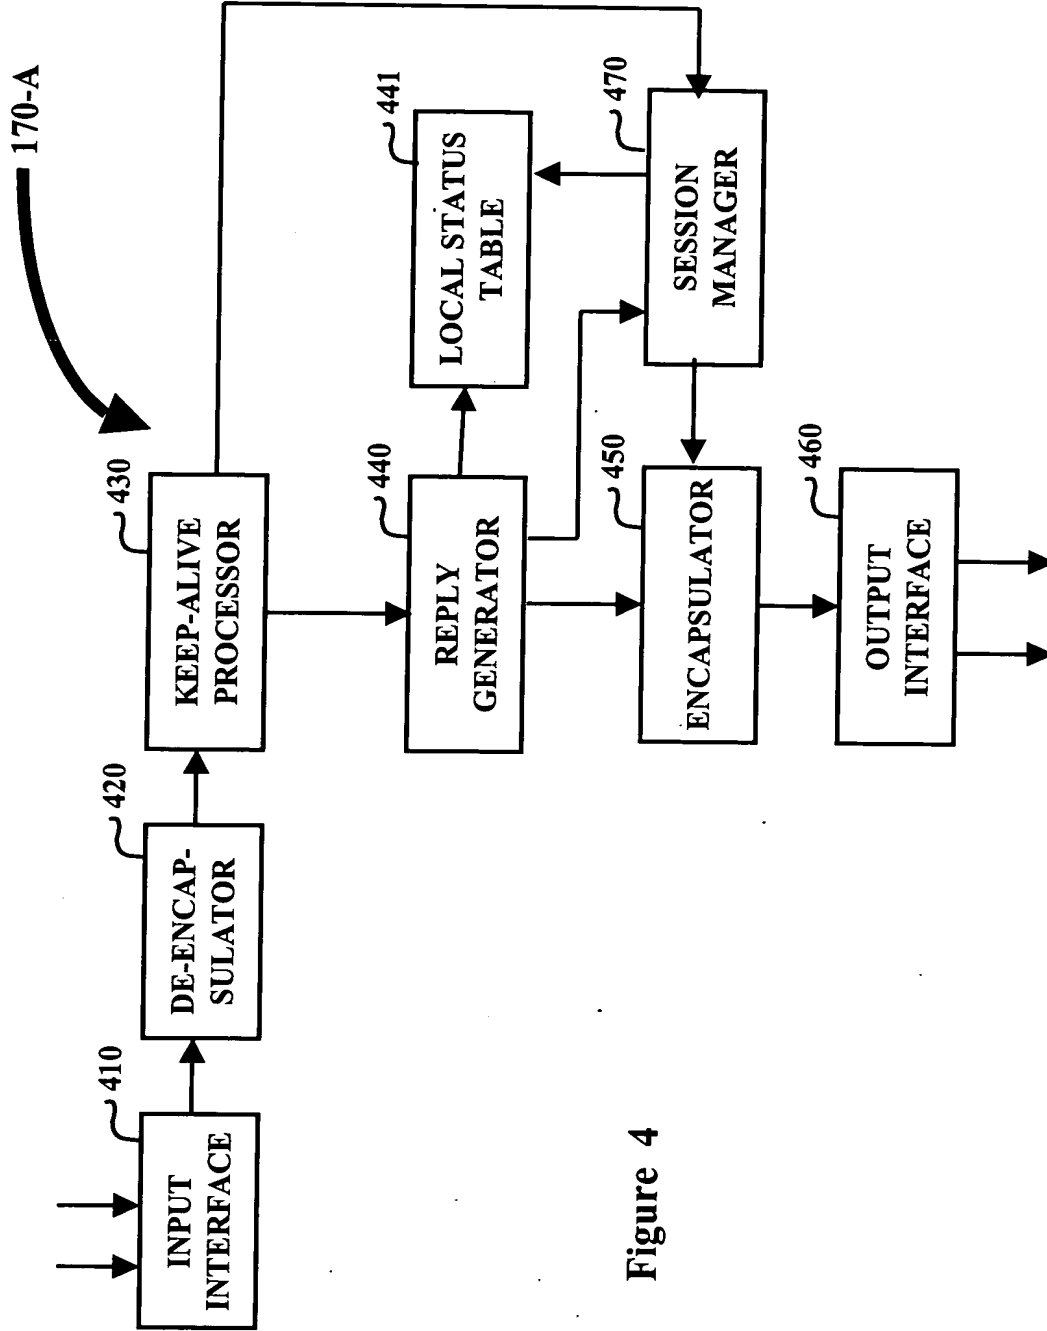 170-A
410
INPUT
INTERFACE
420
DE-ENCAP-
SULATOR
430
KEEP-ALIVE
PROCESSOR
440
REPLY
GENERATOR
441
LOCAL STATUS
TABLE
450
ENCAPSULATOR
470
SESSION
MANAGER
460
OUTPUT
INTERFACE
Figure 4